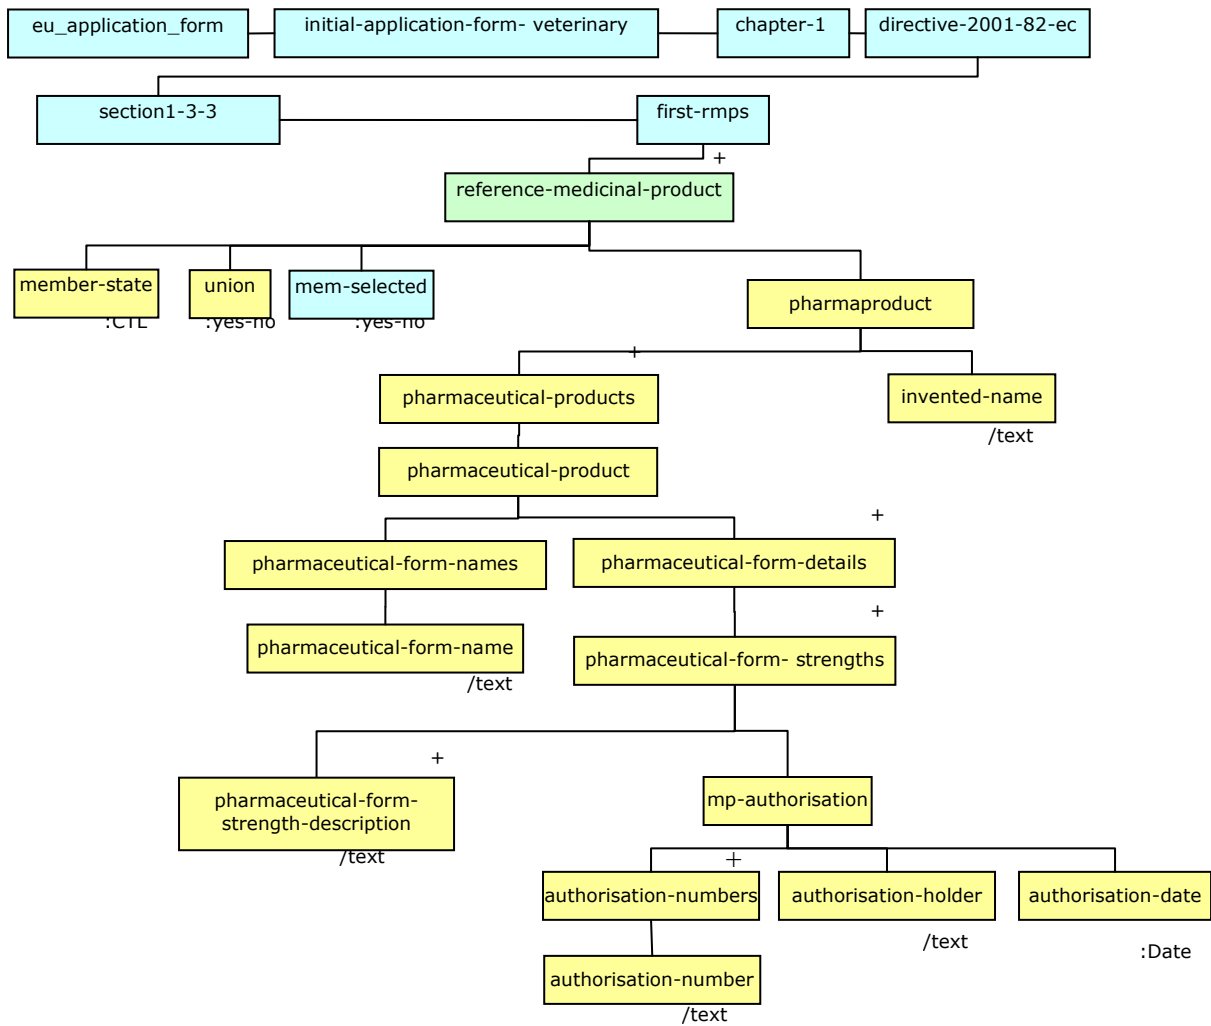 eu_application_form
initial-application-form- veterinary
chapter-1
directive-2001-82-ec
section1-3-3
first-rmps
+
reference-medicinal-product
member-state
union
mem-selected
:CTL
:yes-no
:yes-no
pharmaproduct
+
pharmaceutical-products
invented-name
/text
pharmaceutical-product
+
pharmaceutical-form-names
pharmaceutical-form-details
+
pharmaceutical-form-name
pharmaceutical-form- strengths
/text
+
pharmaceutical-form-
strength-description
/text
mp-authorisation
+
authorisation-numbers
authorisation-holder
authorisation-date
/text
:Date
authorisation-number
/text